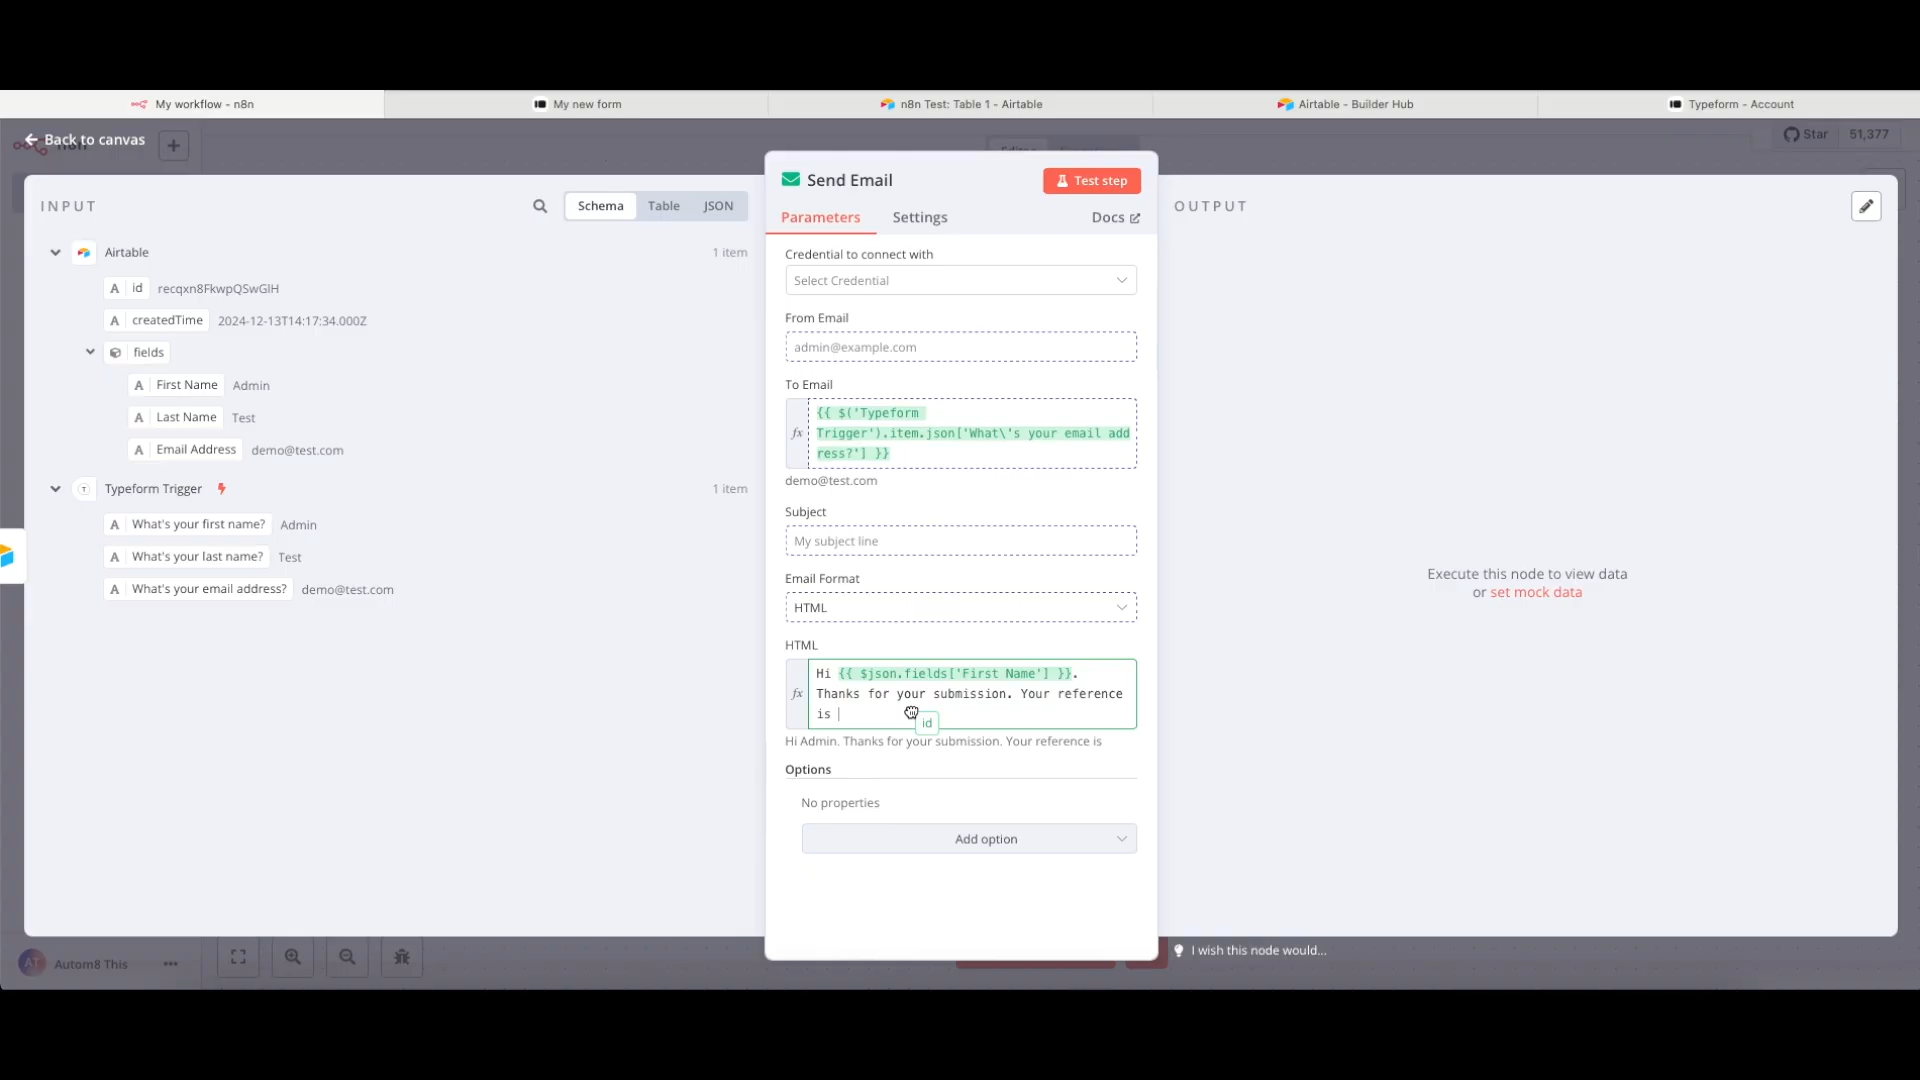 My workflow - n8n
My new form
n8n Test: Table 1 - Airtable
Airtable - Builder Hub
Typeform - Account
Back to canvas
Star
51,377
INPUT
Schema
Table
JSON
Airtable
1 item
A id recqxn8FkwpQSwGIH
A createdTime 2024-12-13T14:17:34.000Z
fields
A First Name Admin
A Last Name Test
A Email Address demo@test.com
T Typeform Trigger
1 item
A What's your first name? Admin
A What's your last name? Test
A What's your email address? demo@test.com
Send Email
Test step
Parameters
Settings
Docs
Credential to connect with
Select Credential
From Email
admin@example.com
To Email
fx
{{ $('Typeform
Trigger').item.json['What\'s your email add
ress?'] }}
demo@test.com
Subject
My subject line
Email Format
HTML
HTML
fx
Hi {{ $json.fields['First Name'] }}.
Thanks for your submission. Your reference
is
id
Hi Admin. Thanks for your submission. Your reference is
Options
No properties
Add option
OUTPUT
Execute this node to view data
or set mock data
I wish this node would...
AT Autom8 This